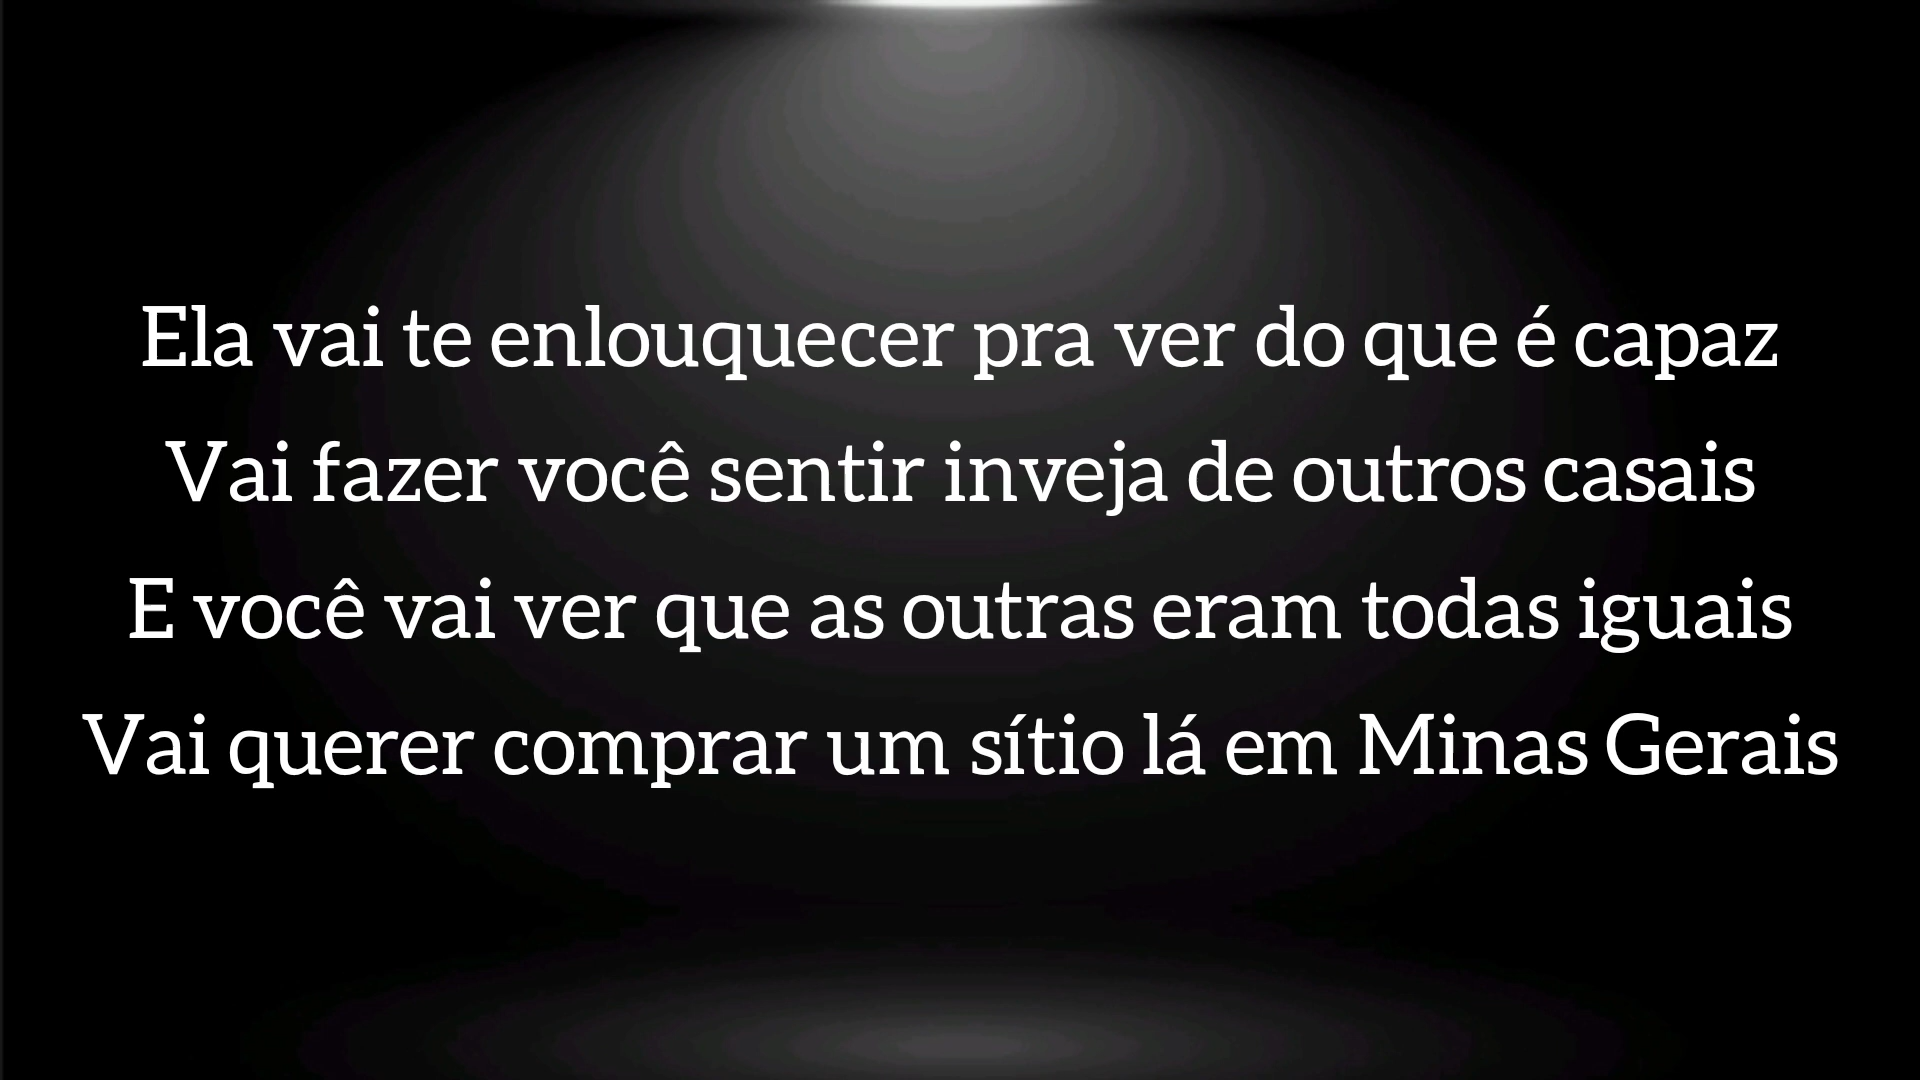 Ela vai te enlouquecer pra ver do que é capaz
Vai fazer você sentir inveja de outros casais
E você vai ver que as outras eram todas iguais
Vai querer comprar um sítio lá em Minas Gerais